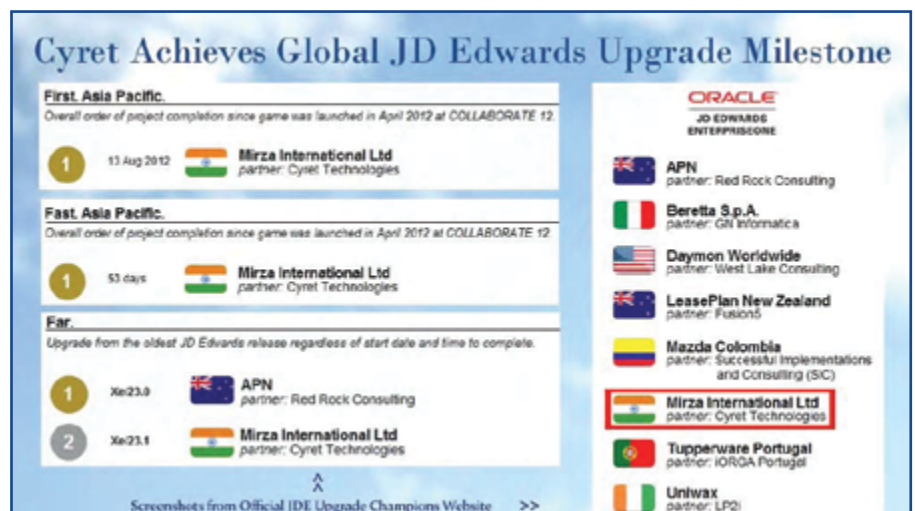 Cyret Achieves Global JD Edwards Upgrade Milestone
First. Asia Pacific.
Overall order of project completion since game was launched in April 2012 at COLLABORATE 12.
1
13 Aug 2012
Mirza International Ltd
partner: Cyret Technologies
Fast. Asia Pacific.
Overall order of project completion since game was launched in April 2012 at COLLABORATE 12
1
53 days
Mirza International Ltd
partner: Cyret Technologies
Far.
Upgrade from the oldest JD Edwards release regardless of start date and time to complete.
1
Xe/23.0
APN
partner: Red Rock Consulting
2
Xe/23.1
Mirza International Ltd
partner: Cyret Technologies
Screenshots from Official JDE Upgrade Champions Website >>
ORACLE
JD EDWARDS
ENTERPRISEONE
APN
partner: Red Rock Consulting
Beretta S.p.A.
partner: GN Informatica
Daymon Worldwide
partner: West Lake Consulting
LeasePlan New Zealand
partner: Fusion5
Mazda Colombia
partner: Successful Implementations
and Consulting (SIC)
Mirza International Ltd
partner: Cyret Technologies
Tupperware Portugal
partner: iORGA Portugal
Uniwax
partner: LP2i